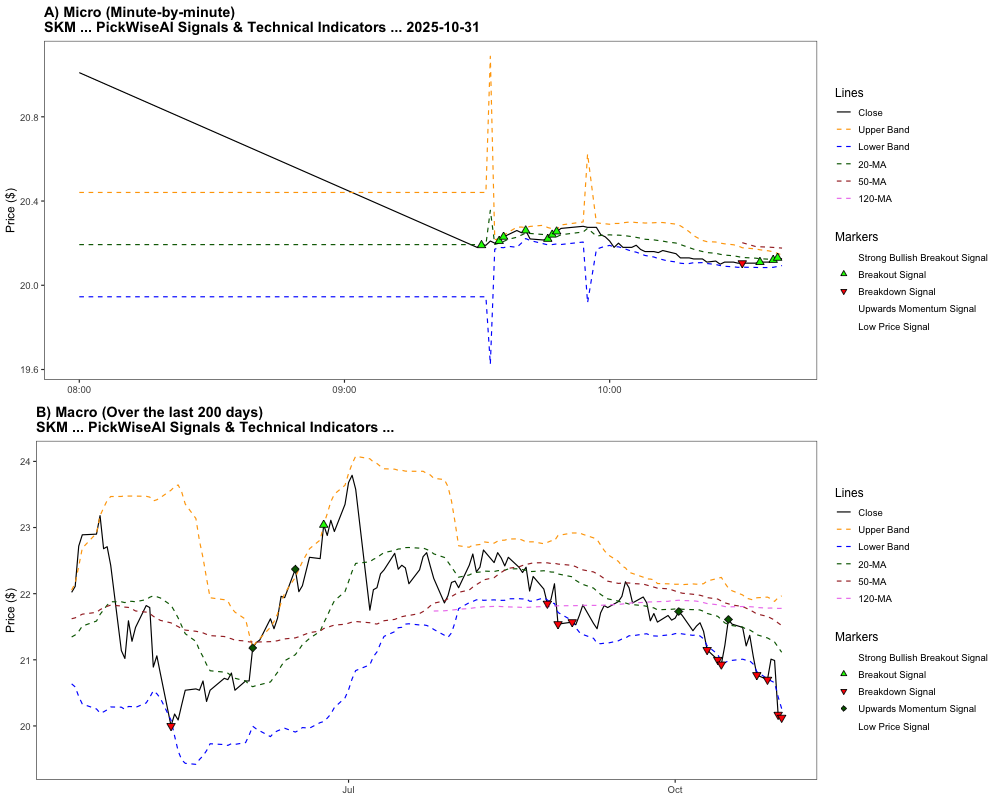 A) Micro (Minute-by-minute)
SKM ... PickWiseAI Signals & Technical Indicators ... 2025-10-31
Price ($)
20.8
20.4
20.0
19.6
08:00
09:00
10:00
Lines
Close
Upper Band
Lower Band
20-MA
50-MA
120-MA
Markers
Strong Bullish Breakout Signal
Breakout Signal
Breakdown Signal
Upwards Momentum Signal
Low Price Signal
B) Macro (Over the last 200 days)
SKM ... PickWiseAI Signals & Technical Indicators ...
Price ($)
24
23
22
21
20
Jul
Oct
Lines
Close
Upper Band
Lower Band
20-MA
50-MA
120-MA
Markers
Strong Bullish Breakout Signal
Breakout Signal
Breakdown Signal
Upwards Momentum Signal
Low Price Signal